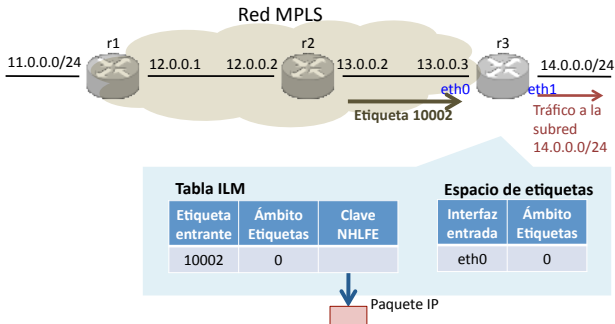 Red MPLS
r1
r2
r3
11.0.0.0/24
12.0.0.1
12.0.0.2
13.0.0.2
13.0.0.3
14.0.0.0/24
eth0
eth1
Etiqueta 10002
Tráfico a la
subred
14.0.0.0/24
Tabla ILM
Etiqueta entrante
Ámbito Etiquetas
Clave NHLFE
10002
0
Espacio de etiquetas
Interfaz entrada
Ámbito Etiquetas
eth0
0
Paquete IP